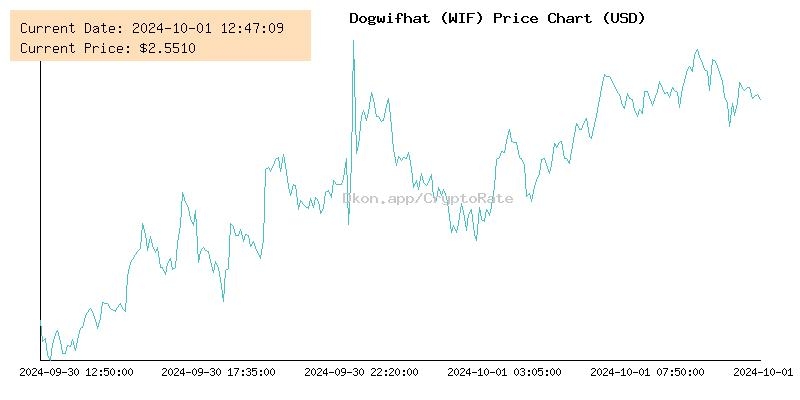 Dogwifhat (WIF) Price Chart (USD)
Current Date: 2024-10-01 12:47:09
Current Price: $2.5510
Dkon.app/CryptoRate
2024-09-30 12:50:00 2024-09-30 17:35:00 2024-09-30 22:20:00 2024-10-01 03:05:00 2024-10-01 07:50:00 2024-10-01